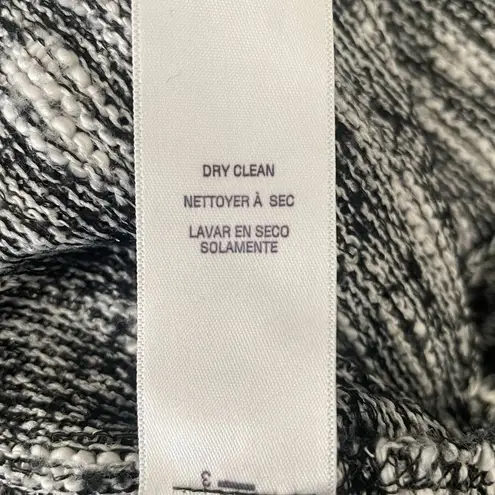 DRY CLEAN
NETTOYER À SEC
LAVAR EN SECO
SOLAMENTE